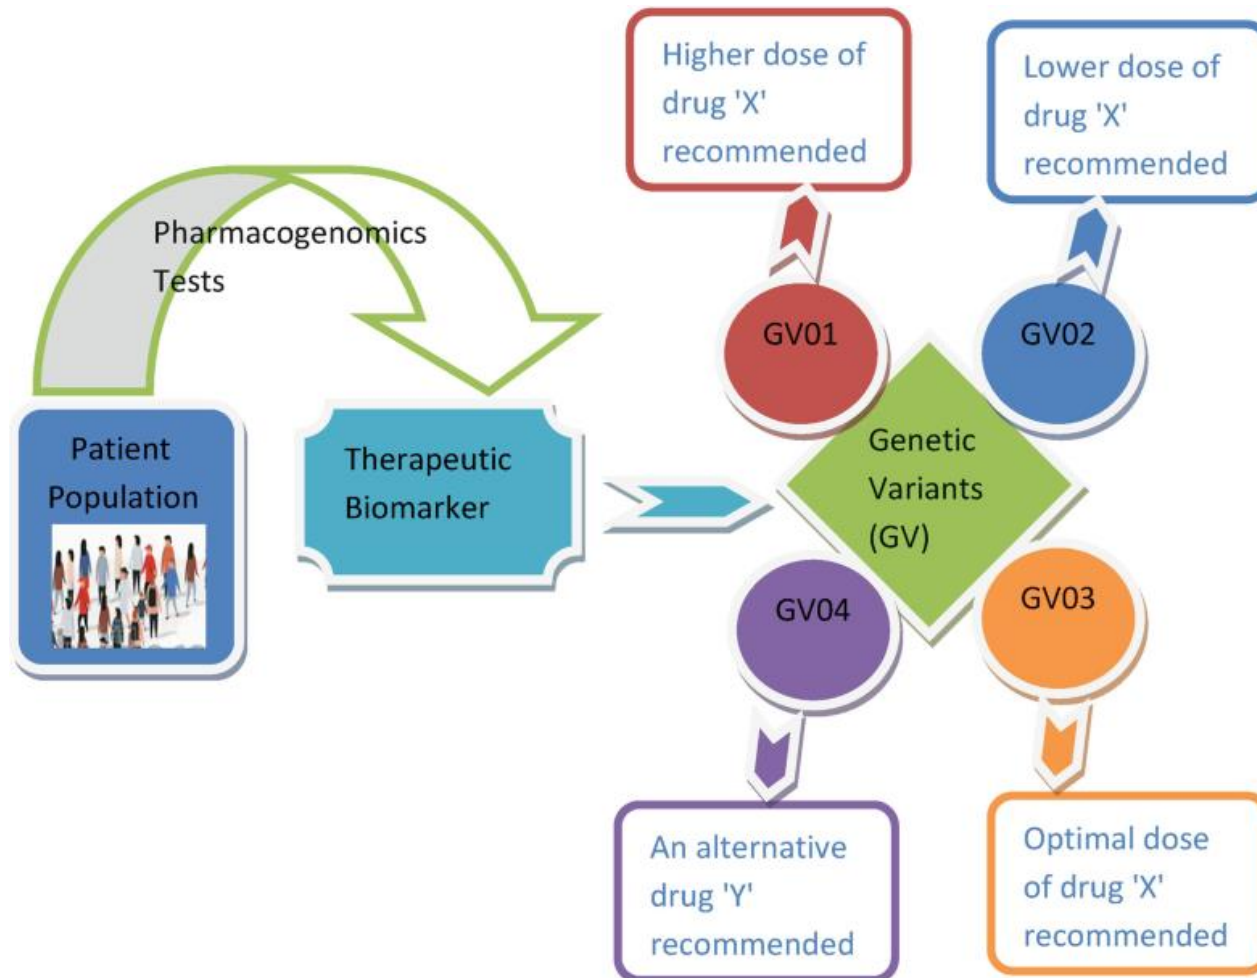 Pharmacogenomics
Tests
Patient
Population
Therapeutic
Biomarker
Genetic
Variants
(GV)
GV01
Higher dose of
drug 'X'
recommended
GV02
Lower dose of
drug 'X'
recommended
GV03
Optimal dose
of drug 'X'
recommended
GV04
An alternative
drug 'Y'
recommended